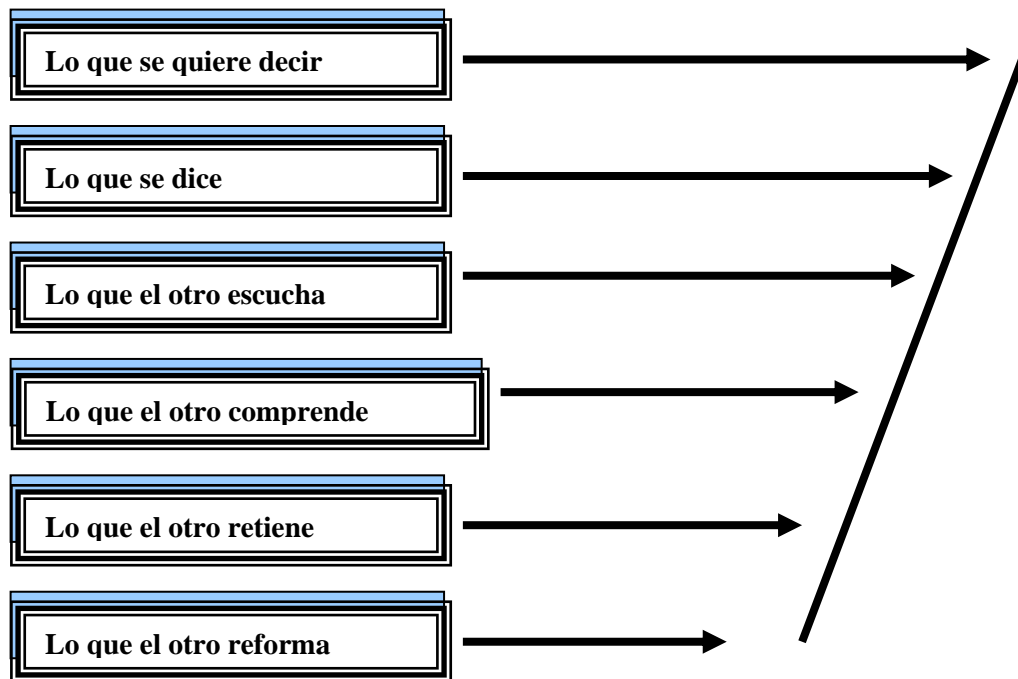 Lo que se quiere decir
Lo que se dice
Lo que el otro escucha
Lo que el otro comprende
Lo que el otro retiene
Lo que el otro reforma